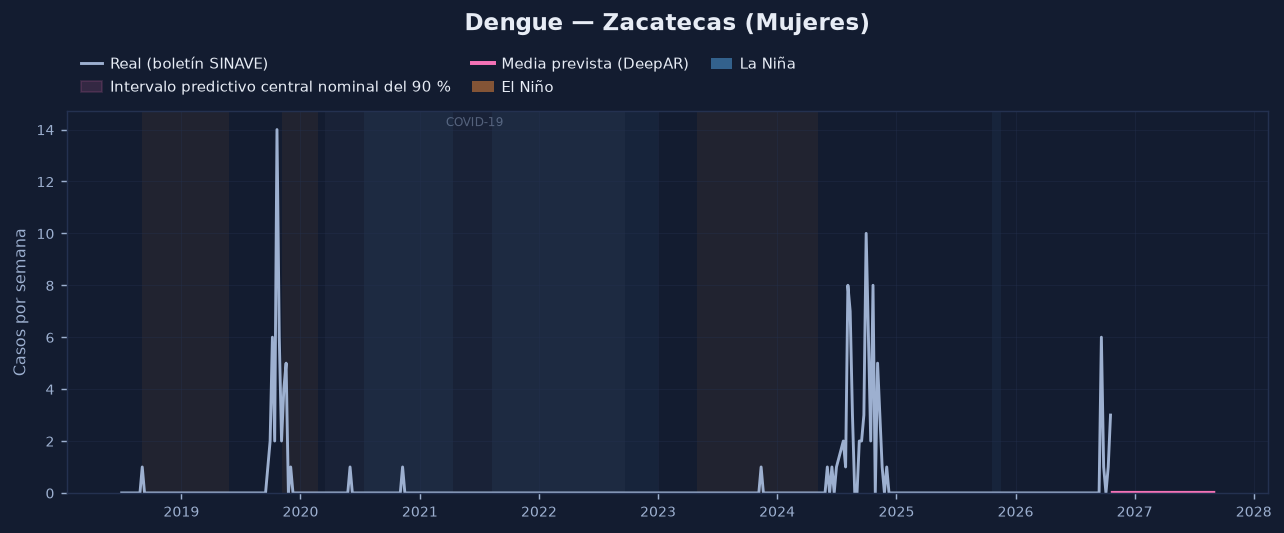 Dengue — Zacatecas (Mujeres)
Real (boletín SINAVE)
Media prevista (DeepAR)
La Niña
Intervalo predictivo central nominal del 90 %
El Niño
COVID-19
Casos por semana
14
12
10
8
6
4
2
0
2019 2020 2021 2022 2023 2024 2025 2026 2027 2028